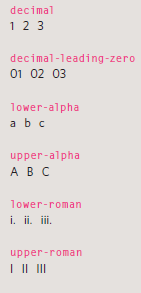 decimal
1 2 3
decimal-leading-zero
01 02 03
lower-alpha
a b c
upper-alpha
A B C
lower-roman
i. ii. iii.
upper-roman
I II III